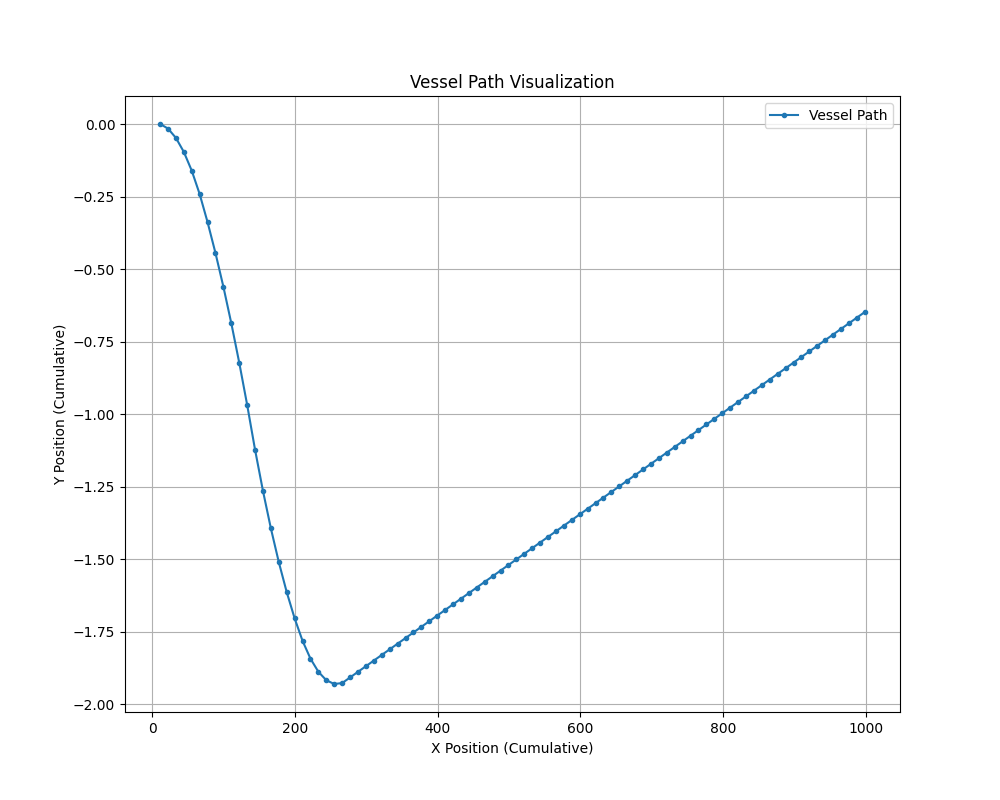 Vessel Path Visualization
Vessel Path
0.00
−0.25
−0.50
−0.75
−1.00
−1.25
−1.50
−1.75
−2.00
Y Position (Cumulative)
0 200 400 600 800 1000
X Position (Cumulative)